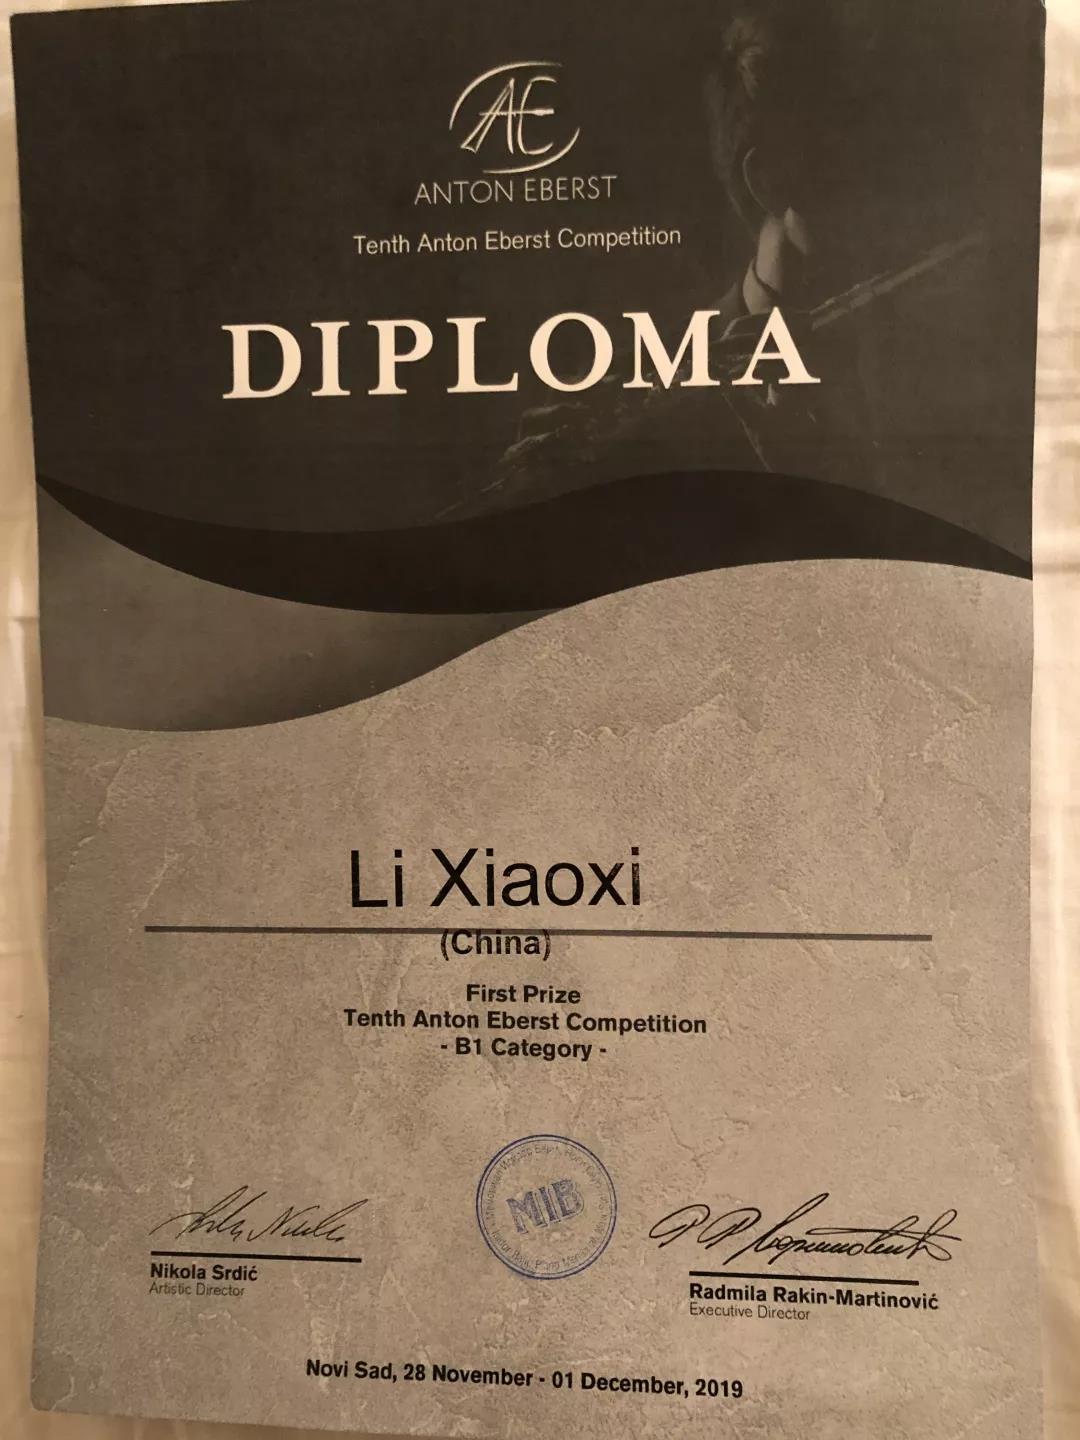 AE
ANTON EBERST
Tenth Anton Eberst Competition
DIPLOMA
Li Xiaoxi
(China)
First Prize
Tenth Anton Eberst Competition
- B1 Category -
MIB
Nikola Srdić
Artistic Director
Radmila Rakin-Martinović
Executive Director
Novi Sad, 28 November - 01 December, 2019